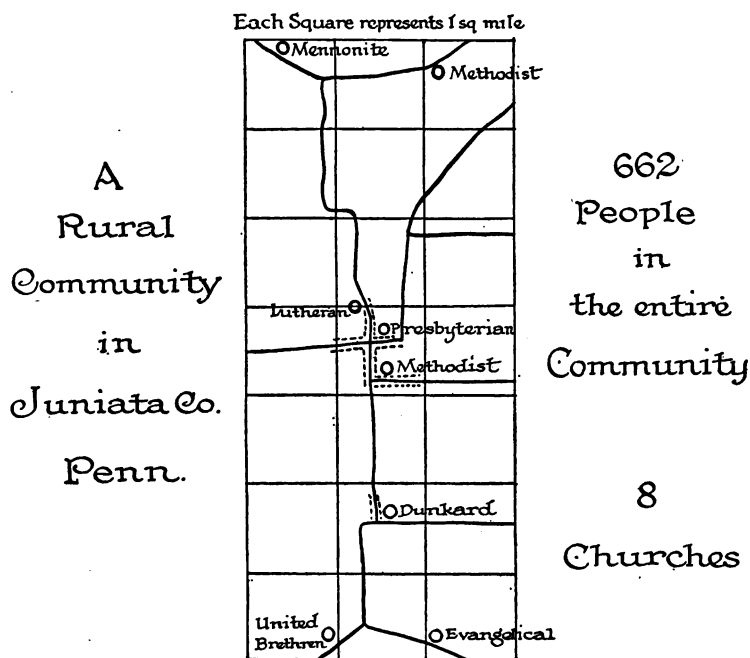 Each Square represents 1 sq mile
Mennonite
Methodist
A
Rural
Community
in
Juniata Co.
Penn.
662
People
in
the entire
Community
Lutheran
Presbyterian
Methodist
Dunkard
8
Churches
United
Brethren
Evangelical